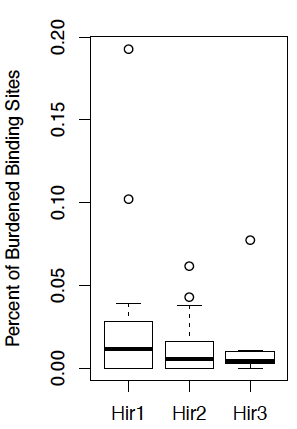 Percent of Burdened Binding Sites
0.20
0.15
0.10
0.05
0.00
Hir1 Hir2 Hir3